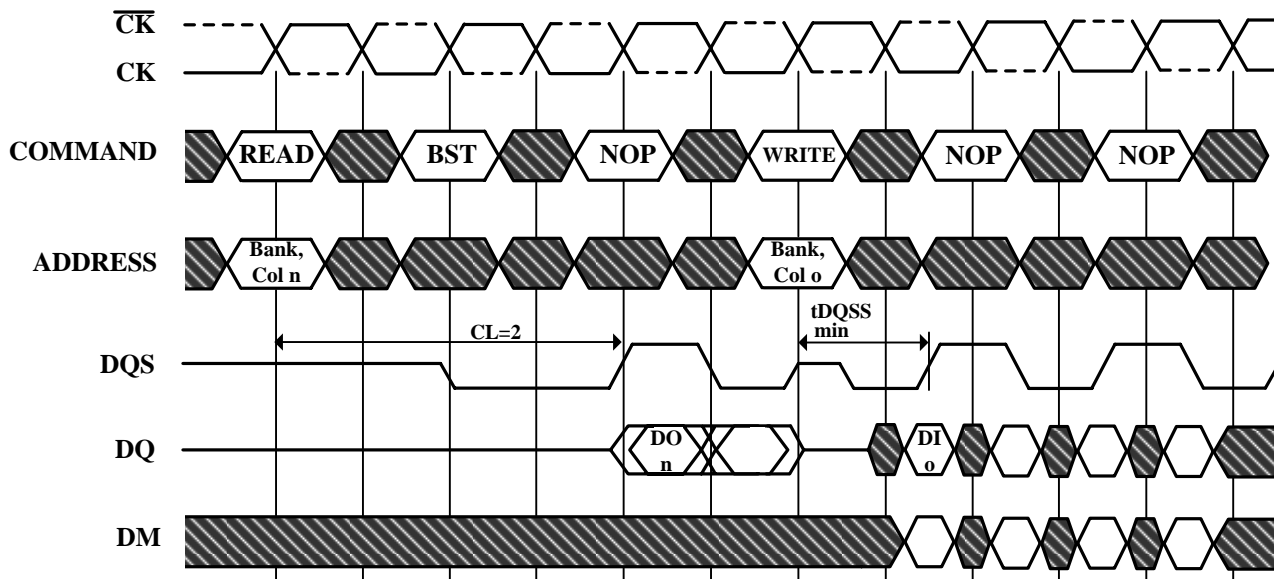 CK
CK
COMMAND
READ
BST
NOP
WRITE
NOP
NOP
ADDRESS
Bank,
Col n
Bank,
Col o
CL=2
tDQSS
min
DQS
DQ
DO
n
DI
o
DM